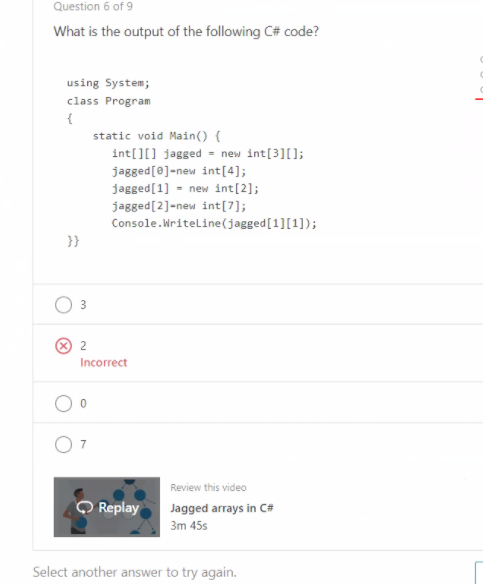 Question 6 of 9
What is the output of the following C# code?
using System;
class Program
{
static void Main() {
int[][] jagged = new int[3][];
jagged[0]=new int[4];
jagged[1] = new int[2];
jagged[2]=new int[7];
Console.WriteLine(jagged[1][1]);
}}
3
2
Incorrect
0
7
Review this video
Replay
Jagged arrays in C#
3m 45s
Select another answer to try again.